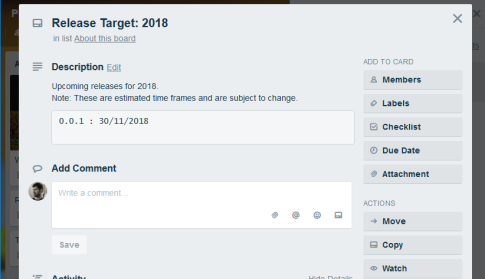 Release Target: 2018
in list About this board
Description Edit
Upcoming releases for 2018.
Note: These are estimated time frames and are subject to change.
0.0.1 : 30/11/2018
Add Comment
Write a comment...
Save
Activity
Hide Details
ADD TO CARD
Members
Labels
Checklist
Due Date
Attachment
ACTIONS
Move
Copy
Watch